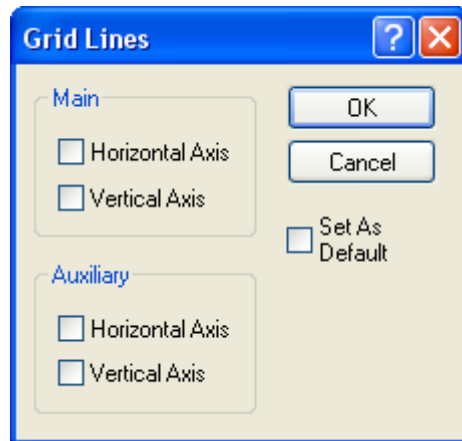 Grid Lines
?
Main
Horizontal Axis
Vertical Axis
Auxiliary
Horizontal Axis
Vertical Axis
OK
Cancel
Set As
Default